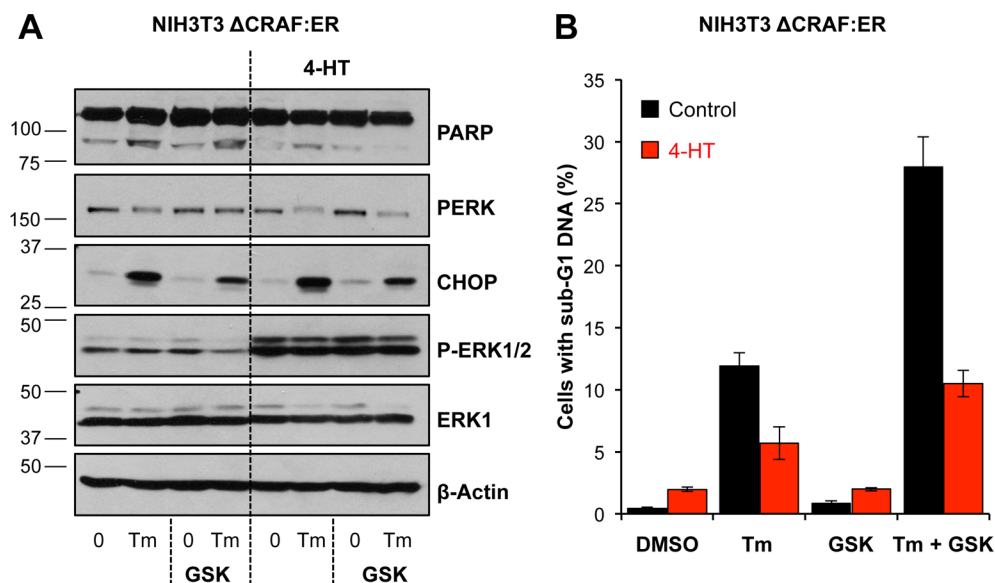 A
NIH3T3 ΔCRAF:ER
4-HT
100
75
PARP
150
PERK
37
25
CHOP
50
P-ERK1/2
50
37
ERK1
50
β-Actin
0 Tm 0 Tm 0 Tm 0 Tm
GSK GSK
B
NIH3T3 ΔCRAF:ER
Cells with sub-G1 DNA (%)
35
30
25
20
15
10
5
0
Control
4-HT
DMSO Tm GSK Tm + GSK